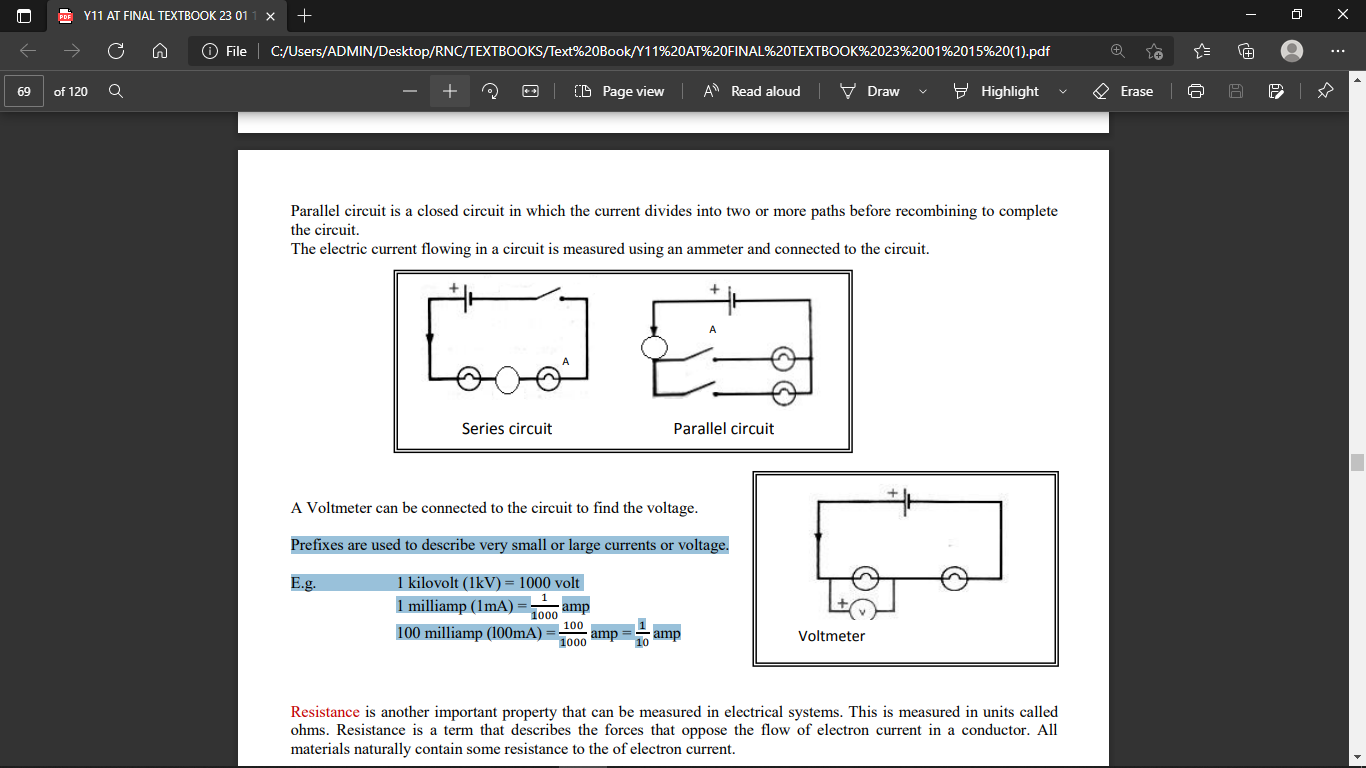 Y11 AT FINAL TEXTBOOK 23 01 1
File
C:/Users/ADMIN/Desktop/RNC/TEXTBOOKS/Text%20Book/Y11%20AT%20FINAL%20TEXTBOOK%2023%2001%2015%20(1).pdf
69 of 120
Page view
Read aloud
Draw
Highlight
Erase
Parallel circuit is a closed circuit in which the current divides into two or more paths before recombining to complete
the circuit.
The electric current flowing in a circuit is measured using an ammeter and connected to the circuit.
+
A
Series circuit
+
A
Parallel circuit
A Voltmeter can be connected to the circuit to find the voltage.
Prefixes are used to describe very small or large currents or voltage.
E.g. 1 kilovolt (1kV) = 1000 volt
1 milliamp (1mA) = 1/1000 amp
100 milliamp (l00mA) = 100/1000 amp = 1/10 amp
+
+
V
Voltmeter
Resistance is another important property that can be measured in electrical systems. This is measured in units called
ohms. Resistance is a term that describes the forces that oppose the flow of electron current in a conductor. All
materials naturally contain some resistance to the of electron current.